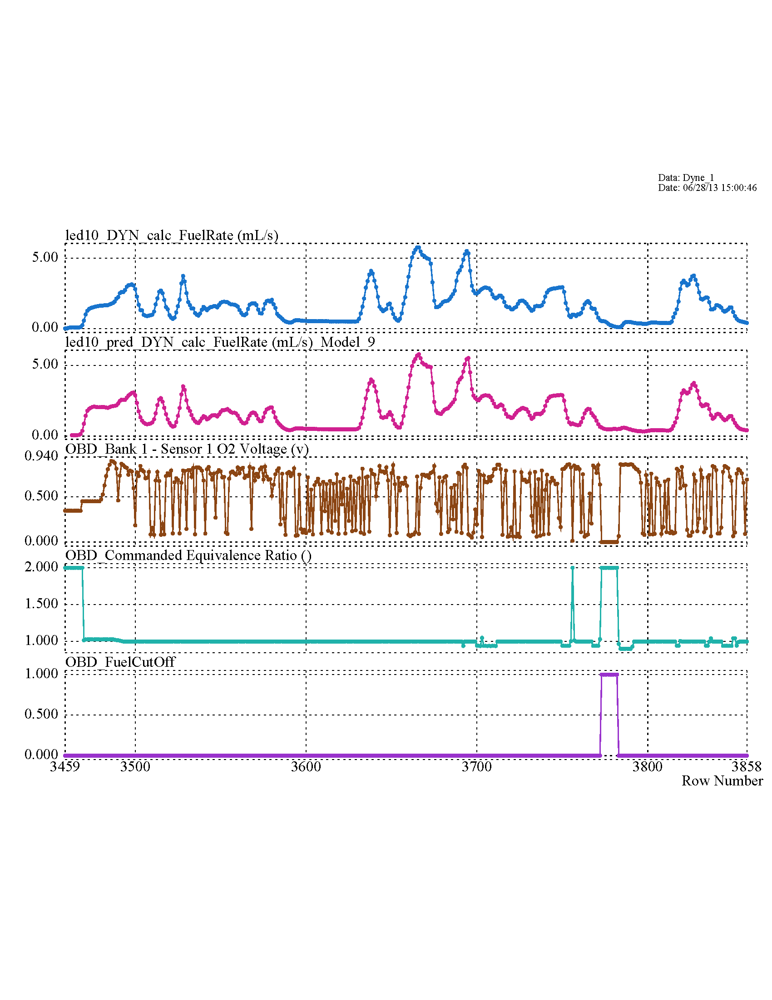 Data: Dyne_1
Date: 06/28/13 15:00:46
led10_DYN_calc_FuelRate (mL/s)
5.00
0.00
led10_pred_DYN_calc_FuelRate (mL/s)_Model_9
5.00
0.00
OBD_Bank 1 - Sensor 1 O2 Voltage (v)
0.940
0.500
0.000
OBD_Commanded Equivalence Ratio ()
2.000
1.500
1.000
OBD_FuelCutOff
1.000
0.500
0.000
3459 3500 3600 3700 3800 3858
Row Number